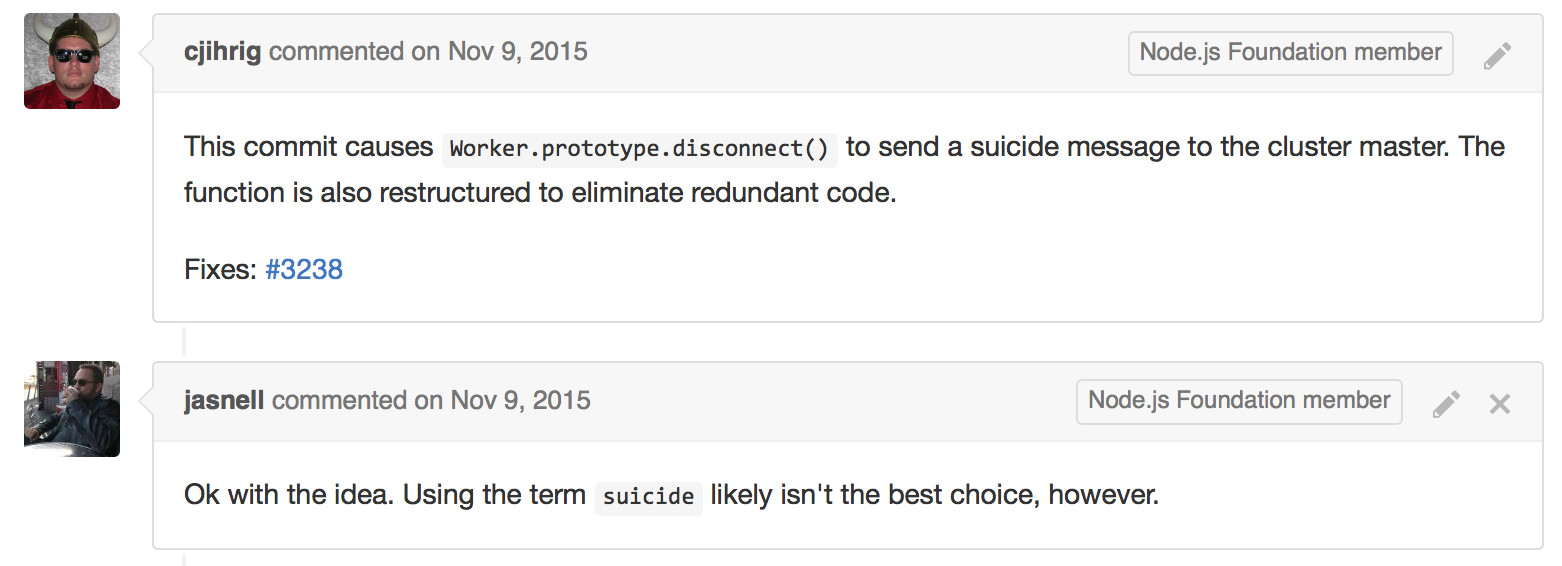 cjihrig commented on Nov 9, 2015 Node.js Foundation member
This commit causes Worker.prototype.disconnect() to send a suicide message to the cluster master. The
function is also restructured to eliminate redundant code.
Fixes: #3238
jasnell commented on Nov 9, 2015 Node.js Foundation member
Ok with the idea. Using the term suicide likely isn't the best choice, however.